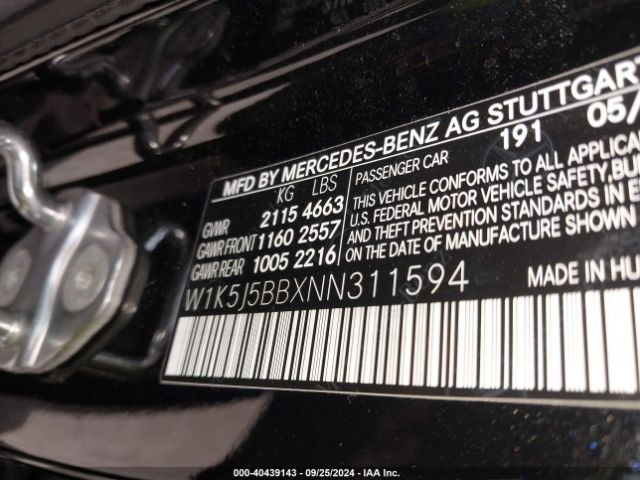 MFD BY MERCEDES-BENZ AG STUTTGART
191 05/
KG LBS
PASSENGER CAR
GVWR 2115 4663
THIS VEHICLE CONFORMS TO ALL APPLICA
GAWR FRONT 1160 2557
U.S. FEDERAL MOTOR VEHICLE SAFETY, BU
GAWR REAR 1005 2216
AND THEFT PREVENTION STANDARDS IN E
ON THE DATE OF MANUFACTURE SHOWN
W1K5J5BBXNN311594
MADE IN HU
000-40439143 - 09/25/2024 - IAA Inc.